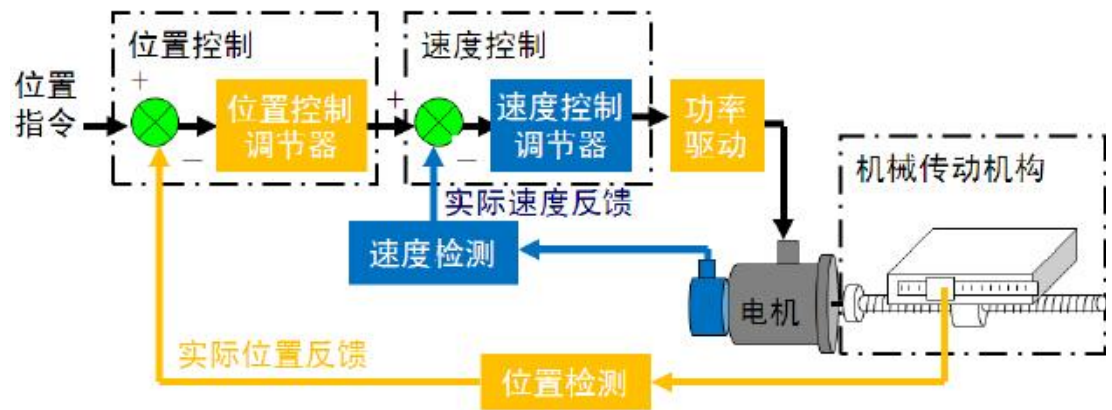 位置控制
速度控制
位置
指令
+
−
位置控制
调节器
+
−
速度控制
调节器
功率
驱动
机械传动机构
实际速度反馈
速度检测
电机
实际位置反馈
位置检测